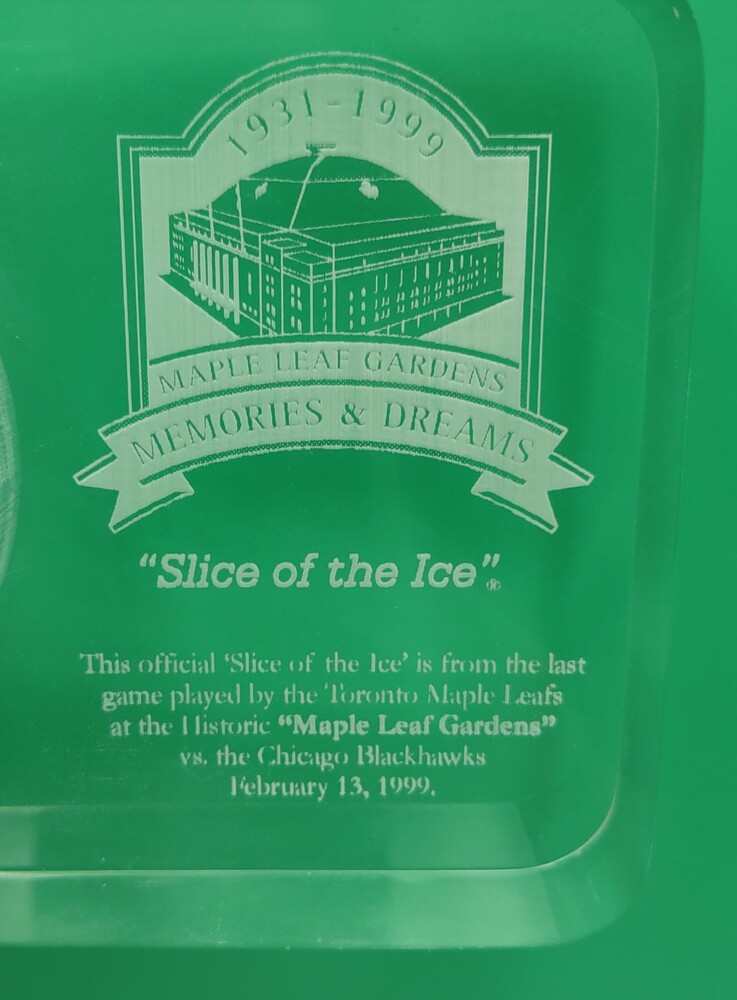 1931-1999
MAPLE LEAF GARDENS
MEMORIES & DREAMS
"Slice of the Ice"
This official 'Slice of the Ice' is from the last
game played by the Toronto Maple Leafs
at the Historic "Maple Leaf Gardens"
vs. the Chicago Blackhawks
February 13, 1999.